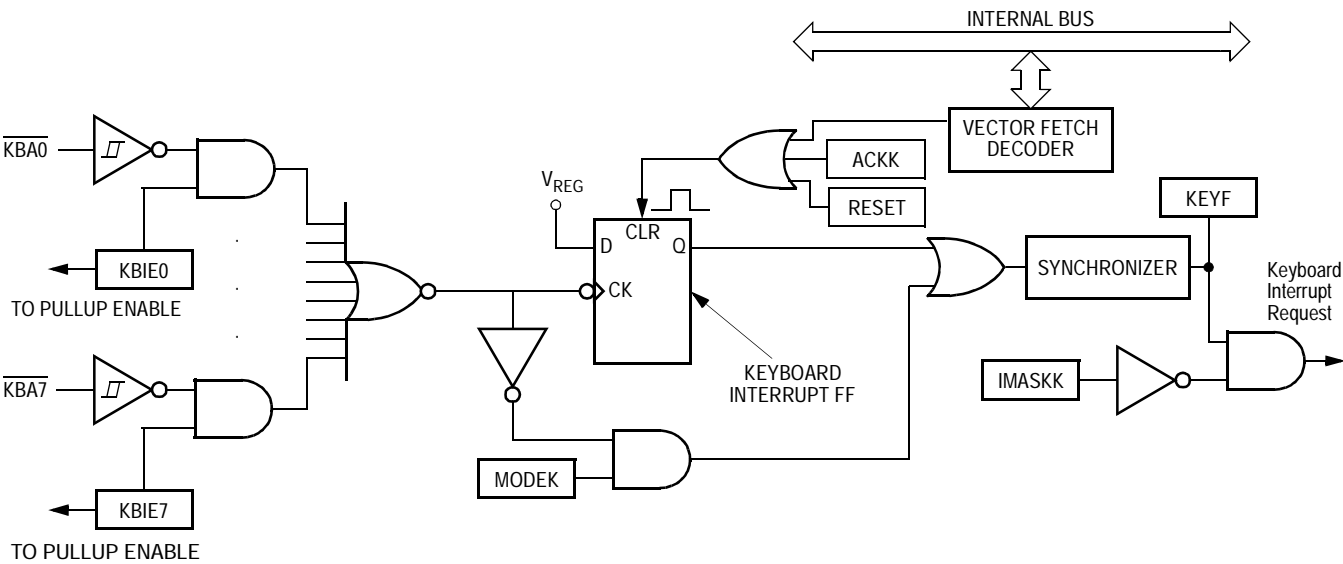 INTERNAL BUS
VECTOR FETCH
DECODER
ACKK
RESET
KBA0
KBIE0
TO PULLUP ENABLE
KBA7
KBIE7
TO PULLUP ENABLE
VREG
D
CLR
Q
CK
KEYBOARD
INTERRUPT FF
MODEK
SYNCHRONIZER
KEYF
IMASKK
Keyboard
Interrupt
Request